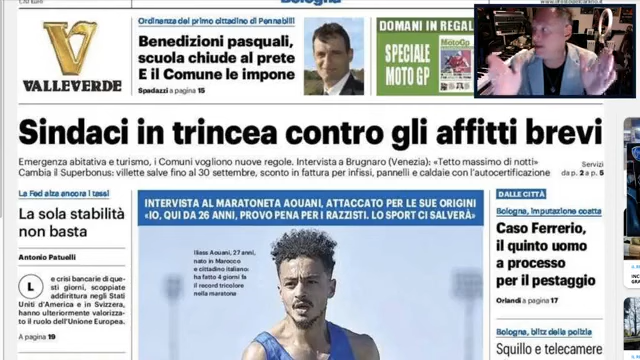 Bologna
VALLEVERDE
Ordinanza del primo cittadino di Pennabilli
Benedizioni pasquali,
scuola chiude al prete
E il Comune le impone
Spadazzi a pagina 15
DOMANI IN REGAL
SPECIALE
MOTO GP
MotoGP
Sindaci in trincea contro gli affitti brevi
Emergenza abitativa e turismo, i Comuni vogliono nuove regole. Intervista a Brugnaro (Venezia): «Tetto massimo di notti»
Cambia il Superbonus: villette salve fino al 30 settembre, sconto in fattura per infissi, pannelli e caldaie con l'autocertificazione
Servizi
da p. 2 a p. 5
La Fed alza ancora i tassi
La sola stabilità
non basta
Antonio Patuelli
L e crisi bancarie di que-
sti giorni, scoppiate
addirittura negli Stati
Uniti d'America e in Svizzera,
hanno ulteriormente valorizza-
to il ruolo dell'Unione Europea.
A pagina 19
INTERVISTA AL MARATONETA AOUANI, ATTACCATO PER LE SUE ORIGINI
«IO, QUI DA 26 ANNI, PROVO PENA PER I RAZZISTI. LO SPORT CI SALVERÀ»
Iliass Aouani, 27 anni,
nato in Marocco
e cittadino italiano:
ha fatto 4 giorni fa
il record tricolore
nella maratona
DALLE CITTÀ
Bologna, imputazione coatta
Caso Ferrerio,
il quinto uomo
a processo
per il pestaggio
Orlandi a pagina 17
Bologna, blitz della polizia
Squillo e telecamere